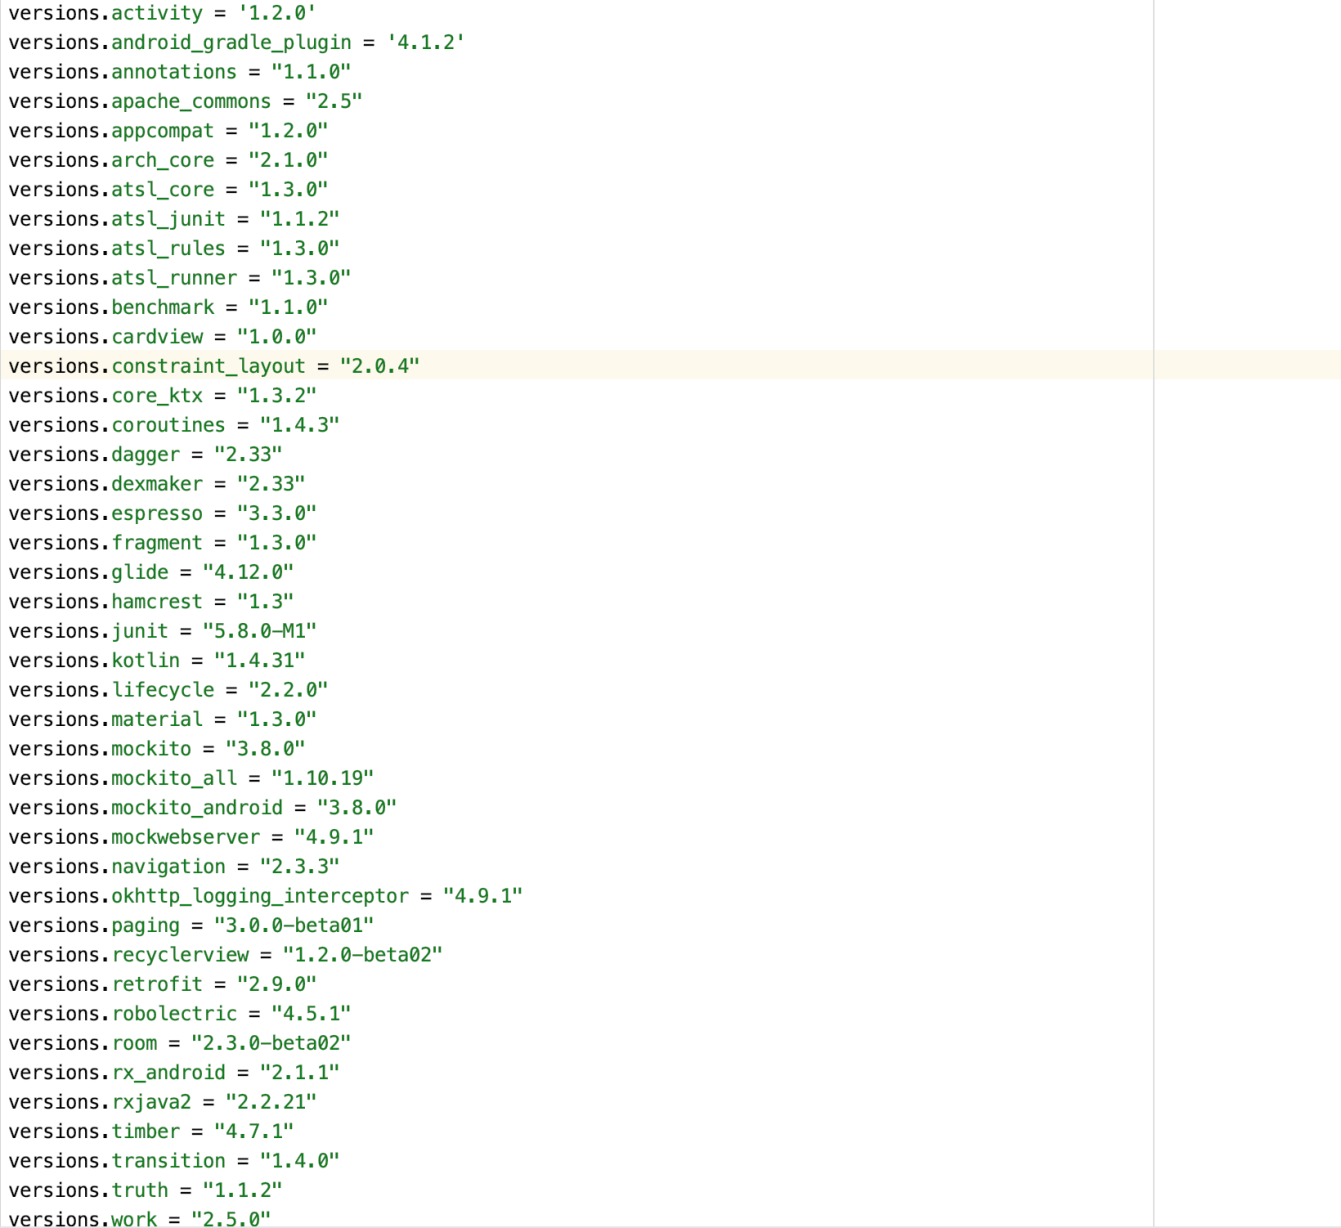 versions.activity = '1.2.0'
versions.android_gradle_plugin = '4.1.2'
versions.annotations = "1.1.0"
versions.apache_commons = "2.5"
versions.appcompat = "1.2.0"
versions.arch_core = "2.1.0"
versions.atsl_core = "1.3.0"
versions.atsl_junit = "1.1.2"
versions.atsl_rules = "1.3.0"
versions.atsl_runner = "1.3.0"
versions.benchmark = "1.1.0"
versions.cardview = "1.0.0"
versions.constraint_layout = "2.0.4"
versions.core_ktx = "1.3.2"
versions.coroutines = "1.4.3"
versions.dagger = "2.33"
versions.dexmaker = "2.33"
versions.espresso = "3.3.0"
versions.fragment = "1.3.0"
versions.glide = "4.12.0"
versions.hamcrest = "1.3"
versions.junit = "5.8.0-M1"
versions.kotlin = "1.4.31"
versions.lifecycle = "2.2.0"
versions.material = "1.3.0"
versions.mockito = "3.8.0"
versions.mockito_all = "1.10.19"
versions.mockito_android = "3.8.0"
versions.mockwebserver = "4.9.1"
versions.navigation = "2.3.3"
versions.okhttp_logging_interceptor = "4.9.1"
versions.paging = "3.0.0-beta01"
versions.recyclerview = "1.2.0-beta02"
versions.retrofit = "2.9.0"
versions.robolectric = "4.5.1"
versions.room = "2.3.0-beta02"
versions.rx_android = "2.1.1"
versions.rxjava2 = "2.2.21"
versions.timber = "4.7.1"
versions.transition = "1.4.0"
versions.truth = "1.1.2"
versions.work = "2.5.0"